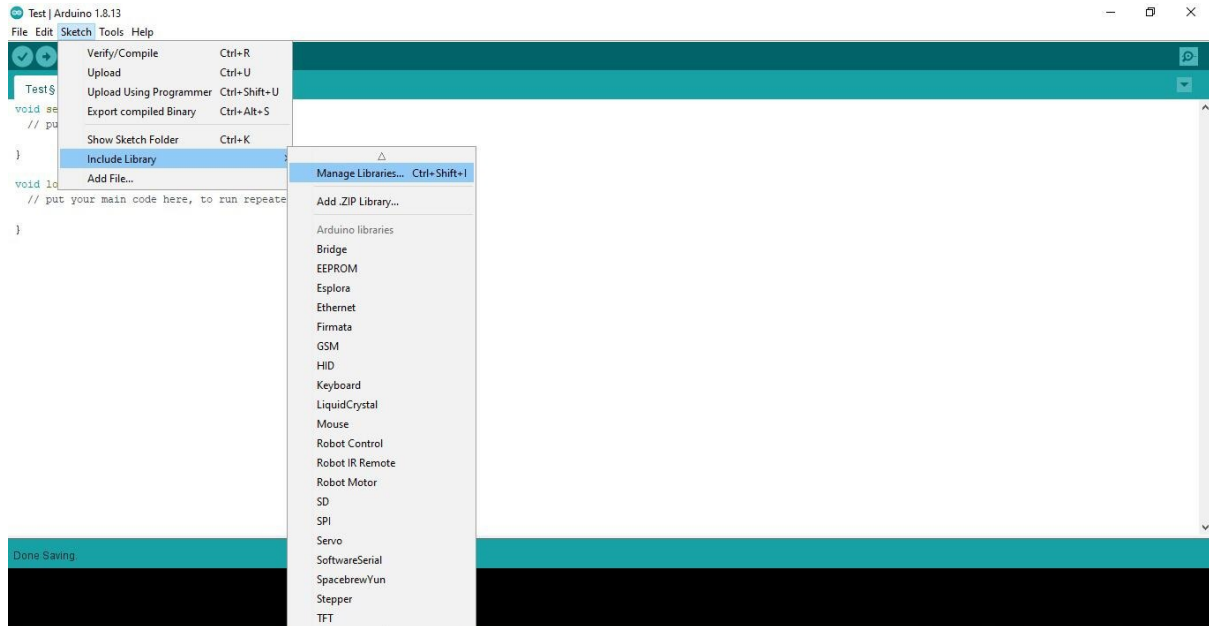 Test | Arduino 1.8.13
File Edit Sketch Tools Help
Verify/Compile Ctrl+R
Upload Ctrl+U
Upload Using Programmer Ctrl+Shift+U
Export compiled Binary Ctrl+Alt+S
Show Sketch Folder Ctrl+K
Include Library
Add File...
Test§
void se
// pu
}
void lo
// put your main code here, to run repeate
}
Manage Libraries... Ctrl+Shift+I
Add .ZIP Library...
Arduino libraries
Bridge
EEPROM
Esplora
Ethernet
Firmata
GSM
HID
Keyboard
LiquidCrystal
Mouse
Robot Control
Robot IR Remote
Robot Motor
SD
SPI
Servo
SoftwareSerial
SpacebrewYun
Stepper
TFT
Done Saving.